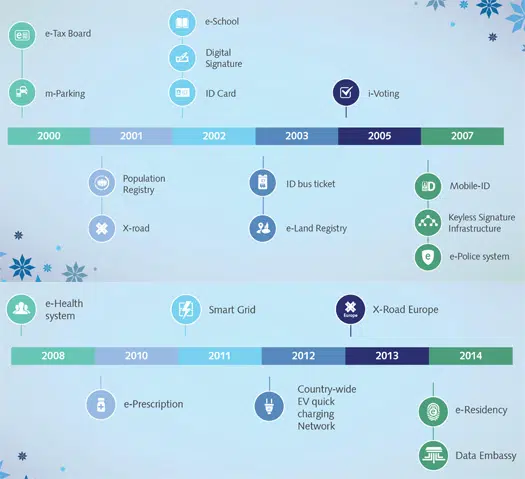 e-Tax Board
m-Parking
e-School
Digital
Signature
ID Card
i-Voting
2000
2001
2002
2003
2005
2007
Population
Registry
X-road
ID bus ticket
e-Land Registry
Mobile-ID
Keyless Signature
Infrastructure
e-Police system
e-Health
system
Smart Grid
Europe
X-Road Europe
2008
2010
2011
2012
2013
2014
e-Prescription
Country-wide
EV quick
charging
Network
e-Residency
Data Embassy